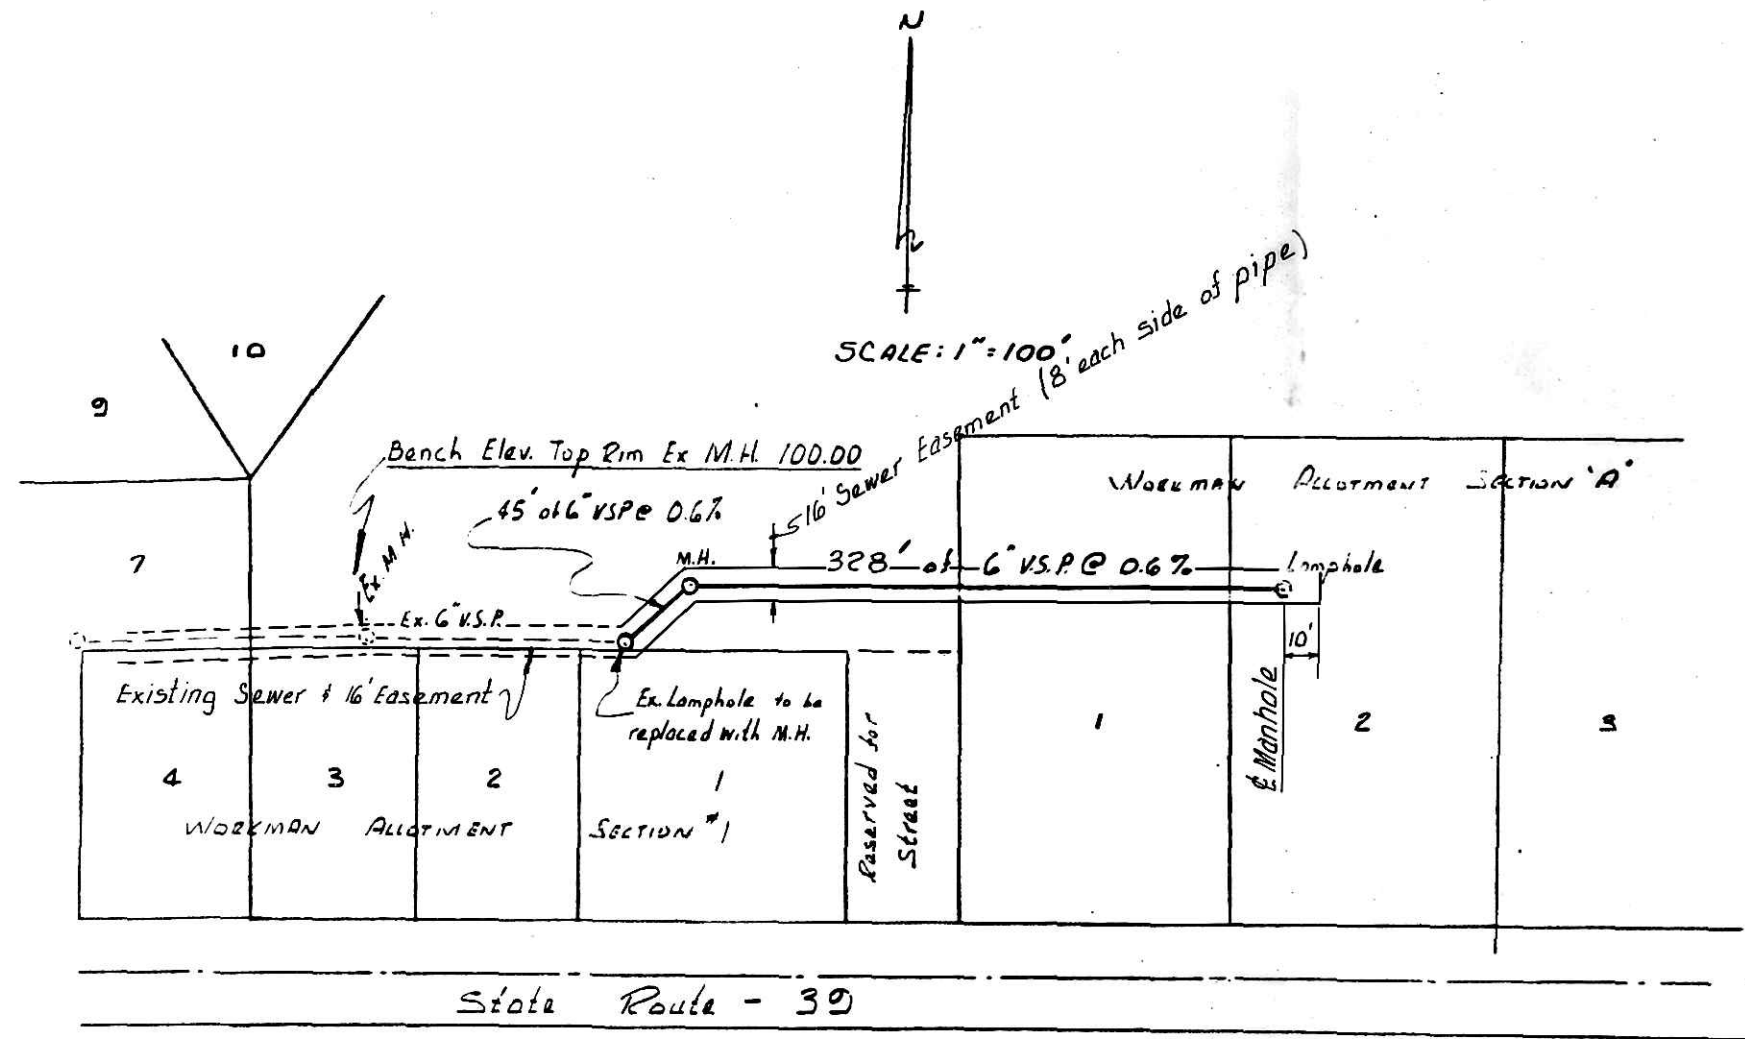 N
SCALE: 1" = 100'
16' Sewer Easement (8' each side of pipe)
10
9
Bench Elev. Top Rim Ex M.H. 100.00
WORKMAN ALLOTMENT SECTION "A"
45' of 6" VSP @ 0.6%
7
Ex. M.H.
M.H.
328' of 6" V.S.P. @ 0.6%
Lamphole
Ex. 6" V.S.P.
10'
Existing Sewer & 16' Easement
Ex. Lamphole to be
replaced with M.H.
Reserved for
Street
℄ Manhole
1
2
3
4
3
2
1
WORKMAN ALLOTMENT SECTION #1
State Route - 39